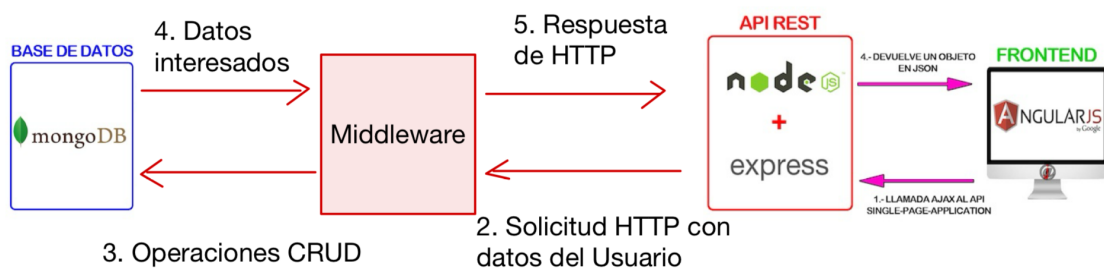 BASE DE DATOS
mongoDB
4. Datos
interesados
3. Operaciones CRUD
Middleware
5. Respuesta
de HTTP
2. Solicitud HTTP con
datos del Usuario
API REST
node
JS
+
express
4.- DEVUELVE UN OBJETO
EN JSON
1.- LLAMADA AJAX AL API
SINGLE-PAGE-APPLICATION
FRONTEND
ANGULARJS
by Google